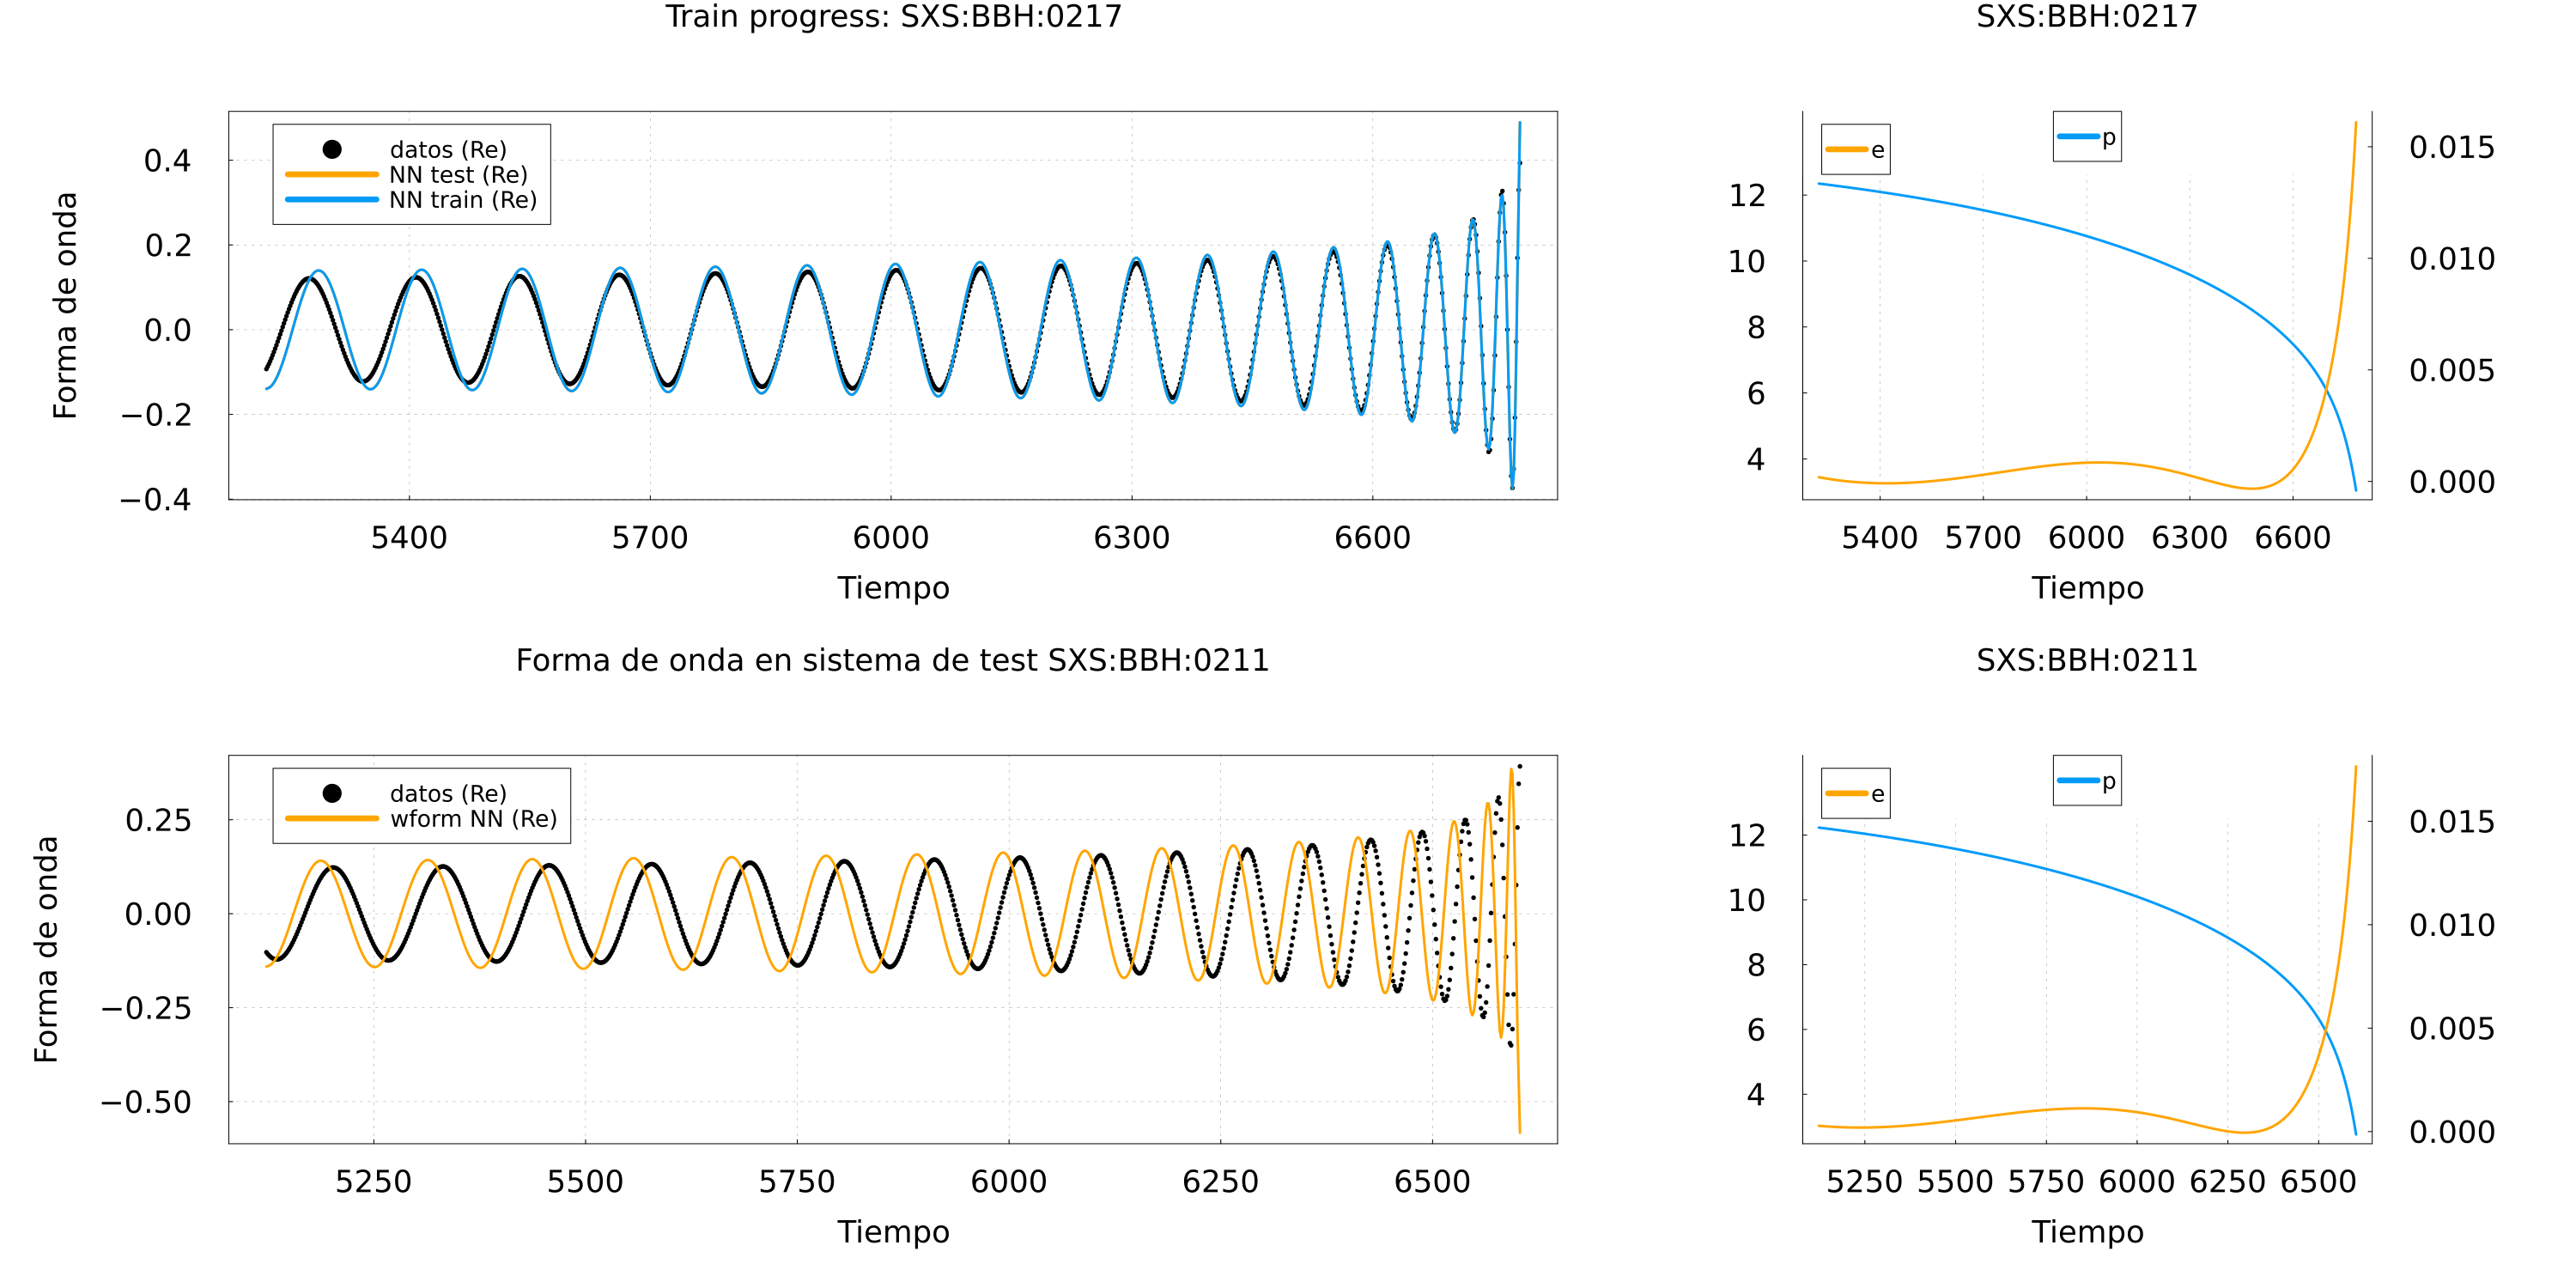 Train progress: SXS:BBH:0217
datos (Re)
NN test (Re)
NN train (Re)
0.4
0.2
0.0
−0.2
−0.4
Forma de onda
5400 5700 6000 6300 6600
Tiempo
SXS:BBH:0217
e
p
12
10
8
6
4
0.015
0.010
0.005
0.000
5400 5700 6000 6300 6600
Tiempo
Forma de onda en sistema de test SXS:BBH:0211
datos (Re)
wform NN (Re)
0.25
0.00
−0.25
−0.50
Forma de onda
5250 5500 5750 6000 6250 6500
Tiempo
SXS:BBH:0211
e
p
12
10
8
6
4
0.015
0.010
0.005
0.000
5250 5500 5750 6000 6250 6500
Tiempo